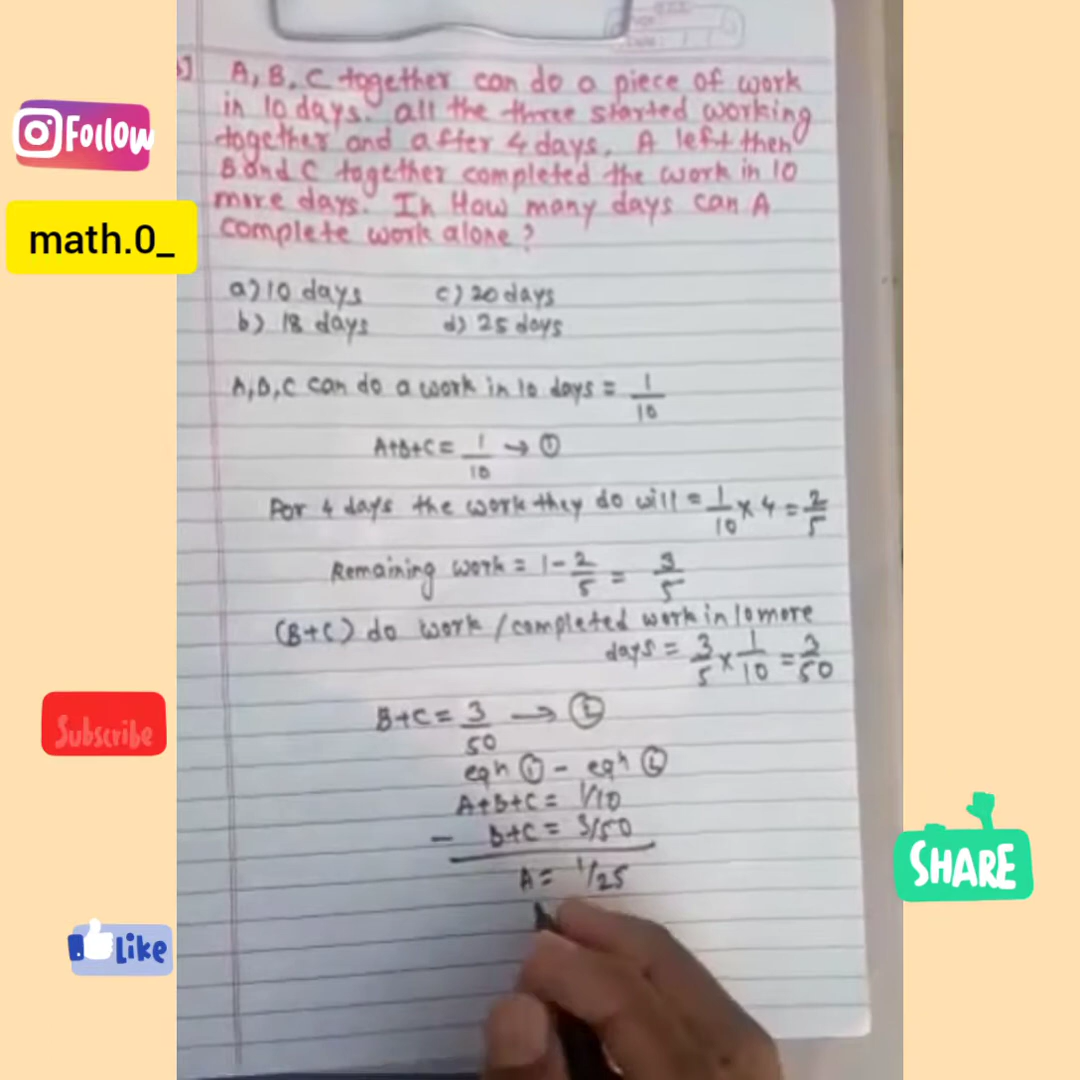 A, B, C together can do a piece of work
in 10 days. all the three started working
together and after 4 days, A left then
B and C together completed the work in 10
more days. In How many days can A
complete work alone?
a) 10 days c) 20 days
b) 18 days d) 25 days
A,B,C can do a work in 10 days = 1/10
A+B+C = 1/10 → ①
For 4 days the work they do will = 1/10 × 4 = 2/5
Remaining work = 1 - 2/5 = 3/5
(B+C) do work / completed work in 10 more
days = 3/5 × 1/10 = 3/50
B+C = 3/50 → ②
eqn ① - eqn ②
A+B+C = 1/10
- B+C = 3/50
A = 1/25
Follow
math.0_
Subscribe
Like
SHARE